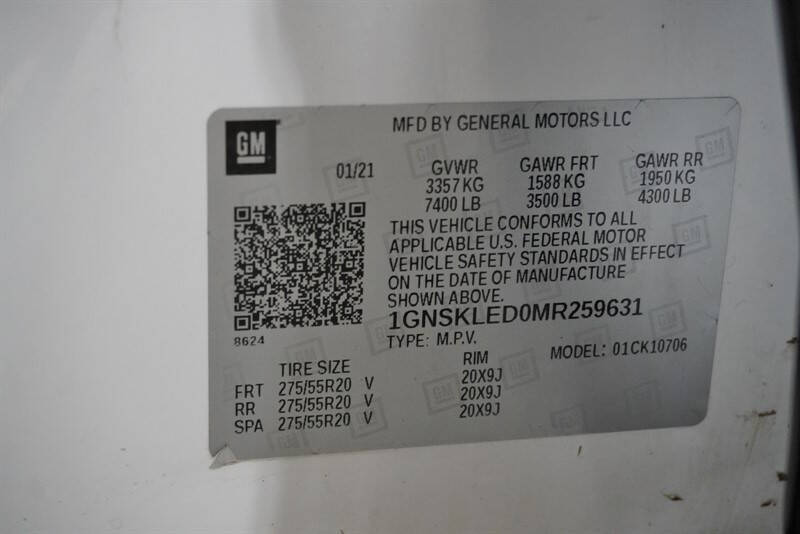 GM
MFD BY GENERAL MOTORS LLC
01/21
GVWR GAWR FRT GAWR RR
3357 KG 1588 KG 1950 KG
7400 LB 3500 LB 4300 LB
THIS VEHICLE CONFORMS TO ALL
APPLICABLE U.S. FEDERAL MOTOR
VEHICLE SAFETY STANDARDS IN EFFECT
ON THE DATE OF MANUFACTURE
SHOWN ABOVE.
1GNSKLED0MR259631
8624
TYPE: M.P.V. MODEL: 01CK10706
TIRE SIZE RIM
FRT 275/55R20 V 20X9J
RR 275/55R20 V 20X9J
SPA 275/55R20 V 20X9J